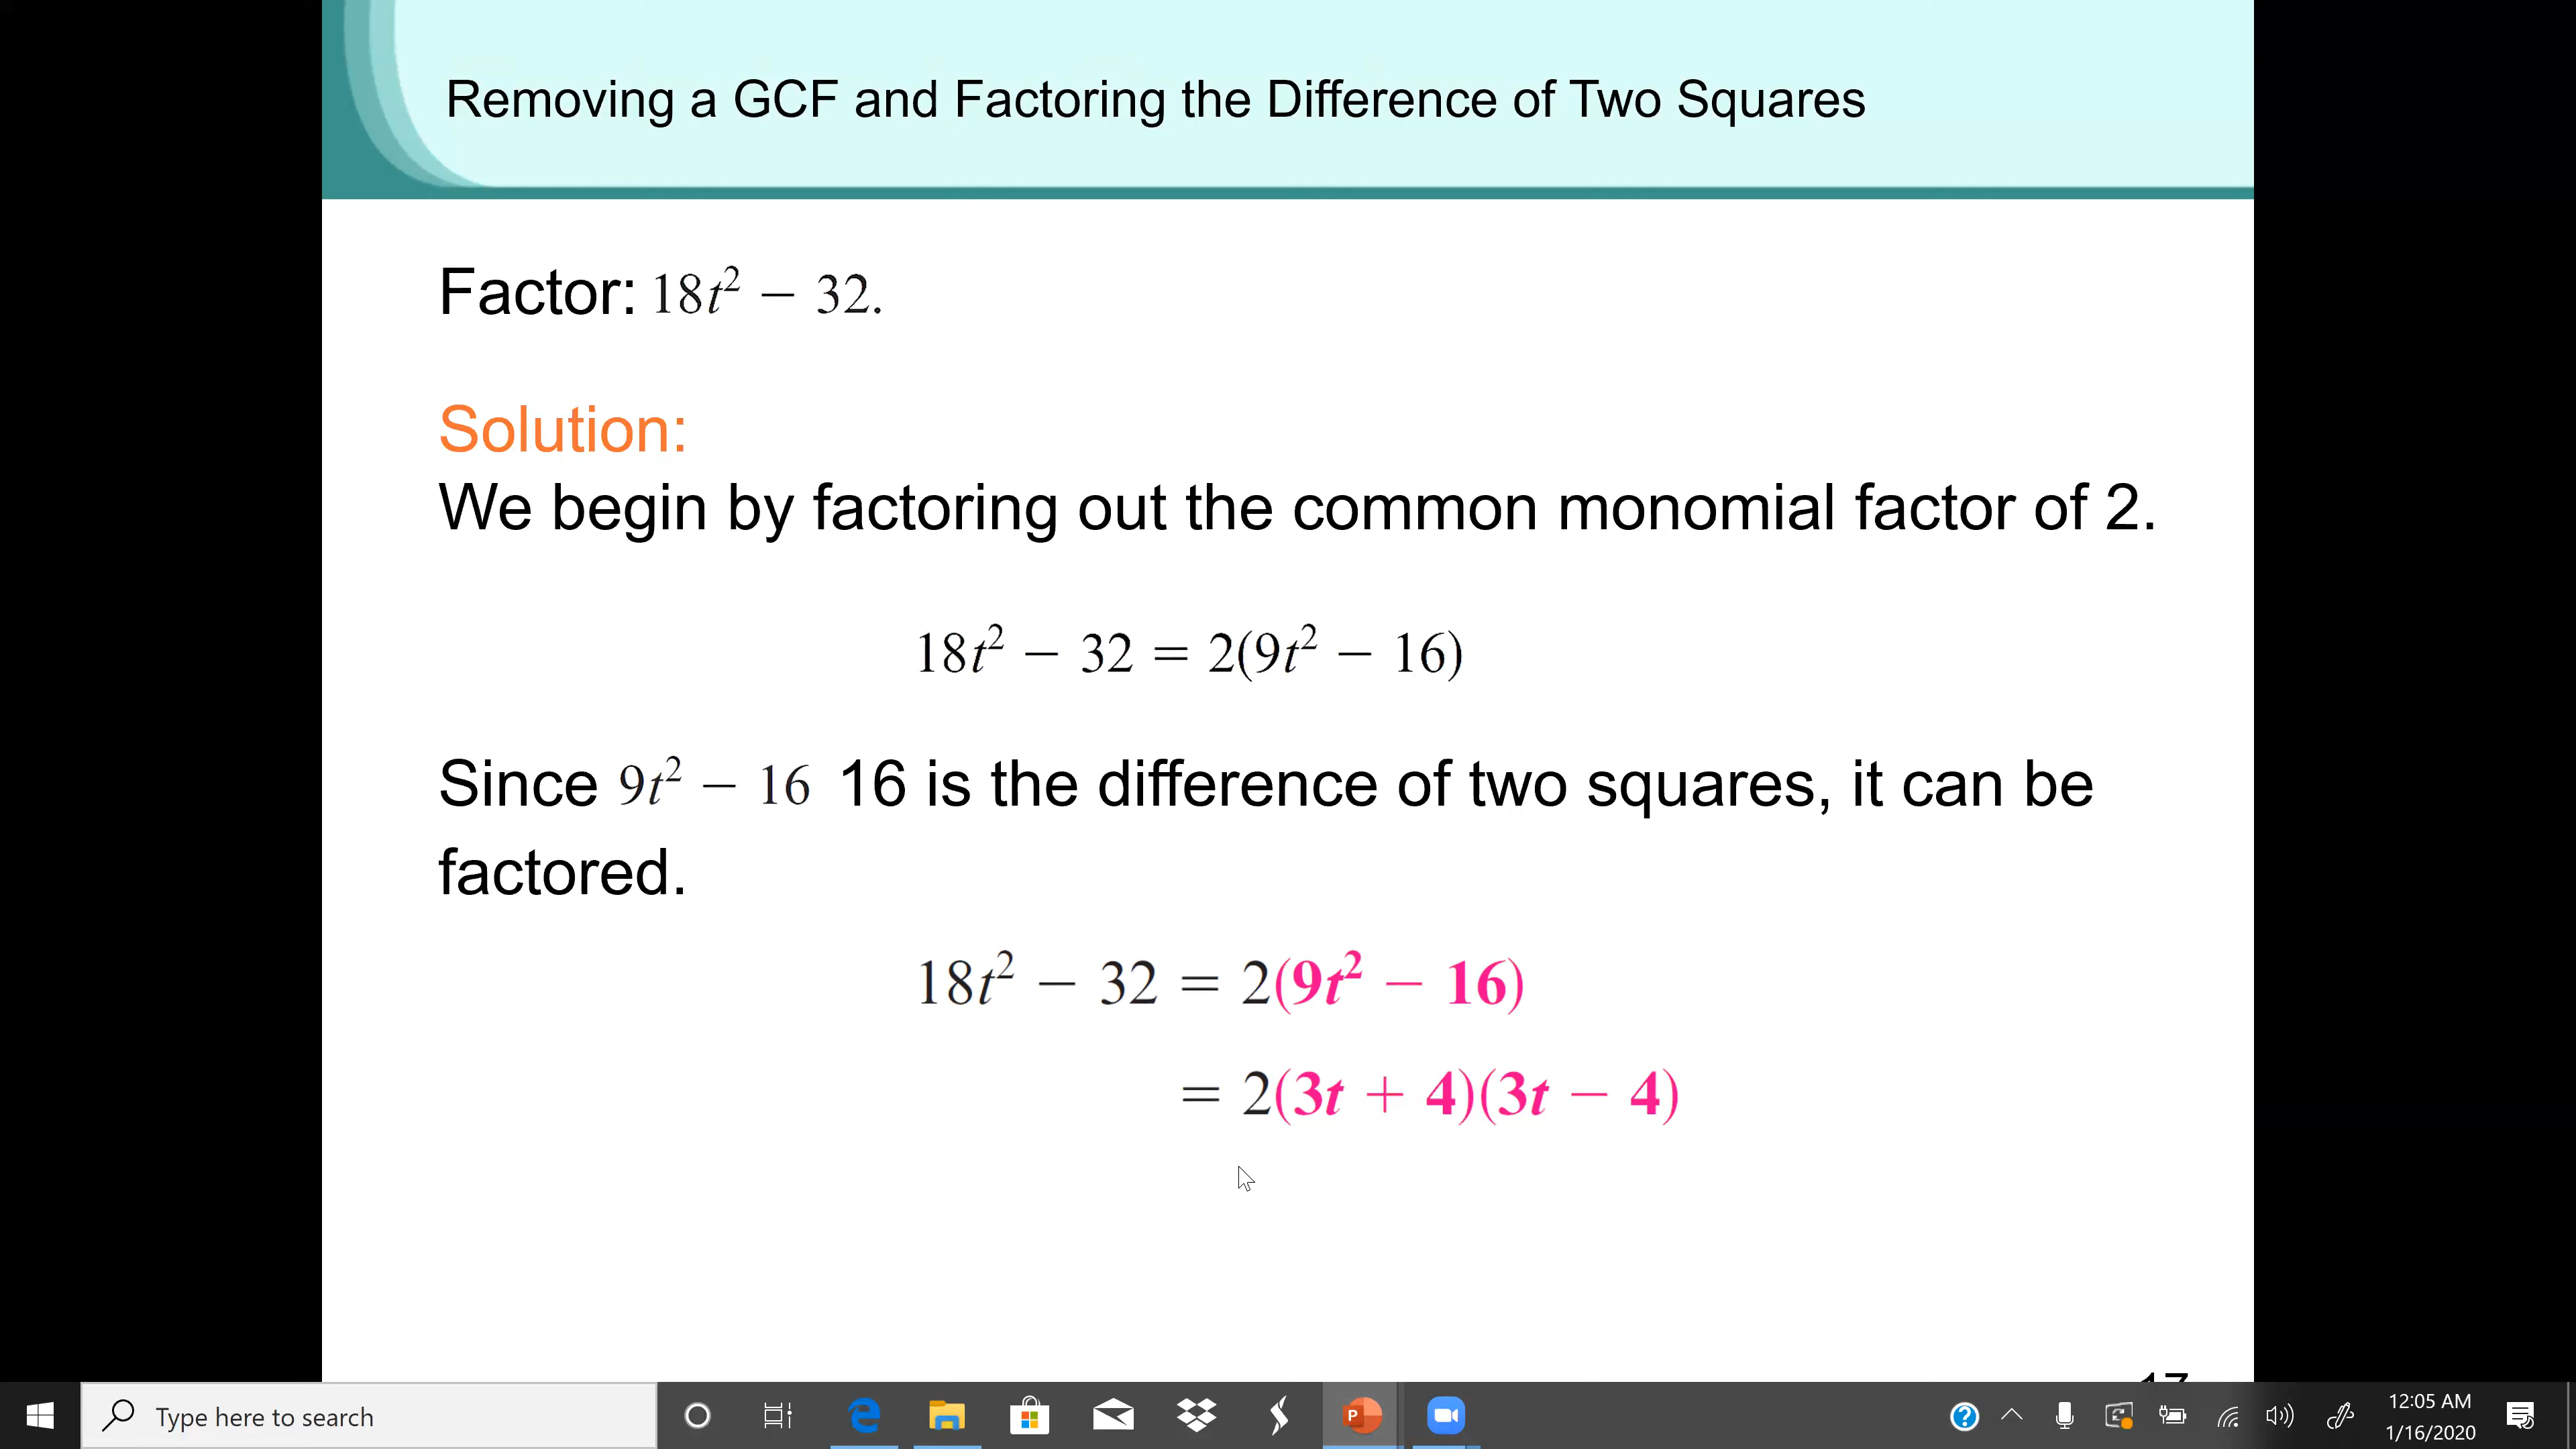 Removing a GCF and Factoring the Difference of Two Squares
Factor: 18t² − 32.
Solution:
We begin by factoring out the common monomial factor of 2.
18t² − 32 = 2(9t² − 16)
Since 9t² − 16 16 is the difference of two squares, it can be
factored.
18t² − 32 = 2(9t² − 16)
= 2(3t + 4)(3t − 4)
Type here to search
12:05 AM
1/16/2020